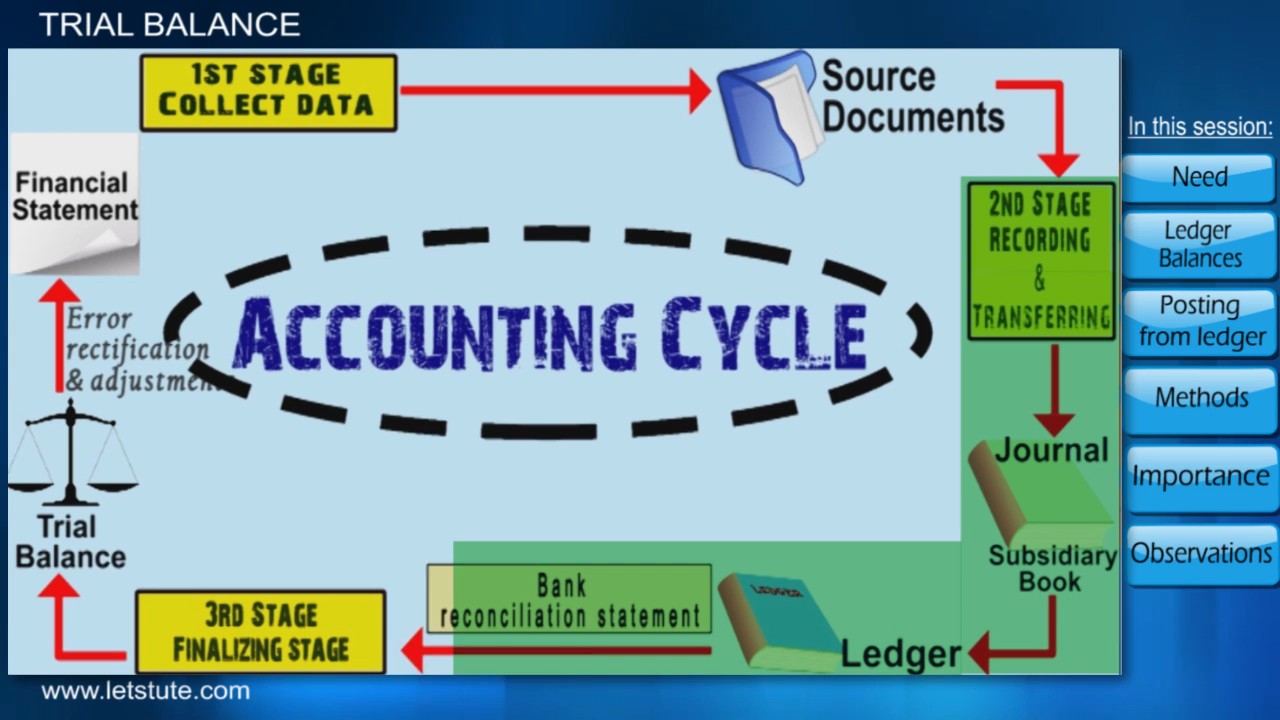 TRIAL BALANCE
1ST STAGE
COLLECT DATA
Source
Documents
2ND STAGE
RECORDING
&
TRANSFERRING
Journal
Subsidiary
Book
LEDGER
Ledger
Bank
reconciliation statement
3RD STAGE
FINALIZING STAGE
Trial
Balance
Error
rectification
& adjustments
Financial
Statement
ACCOUNTING CYCLE
In this session:
Need
Ledger
Balances
Posting
from ledger
Methods
Importance
Observations
www.letstute.com